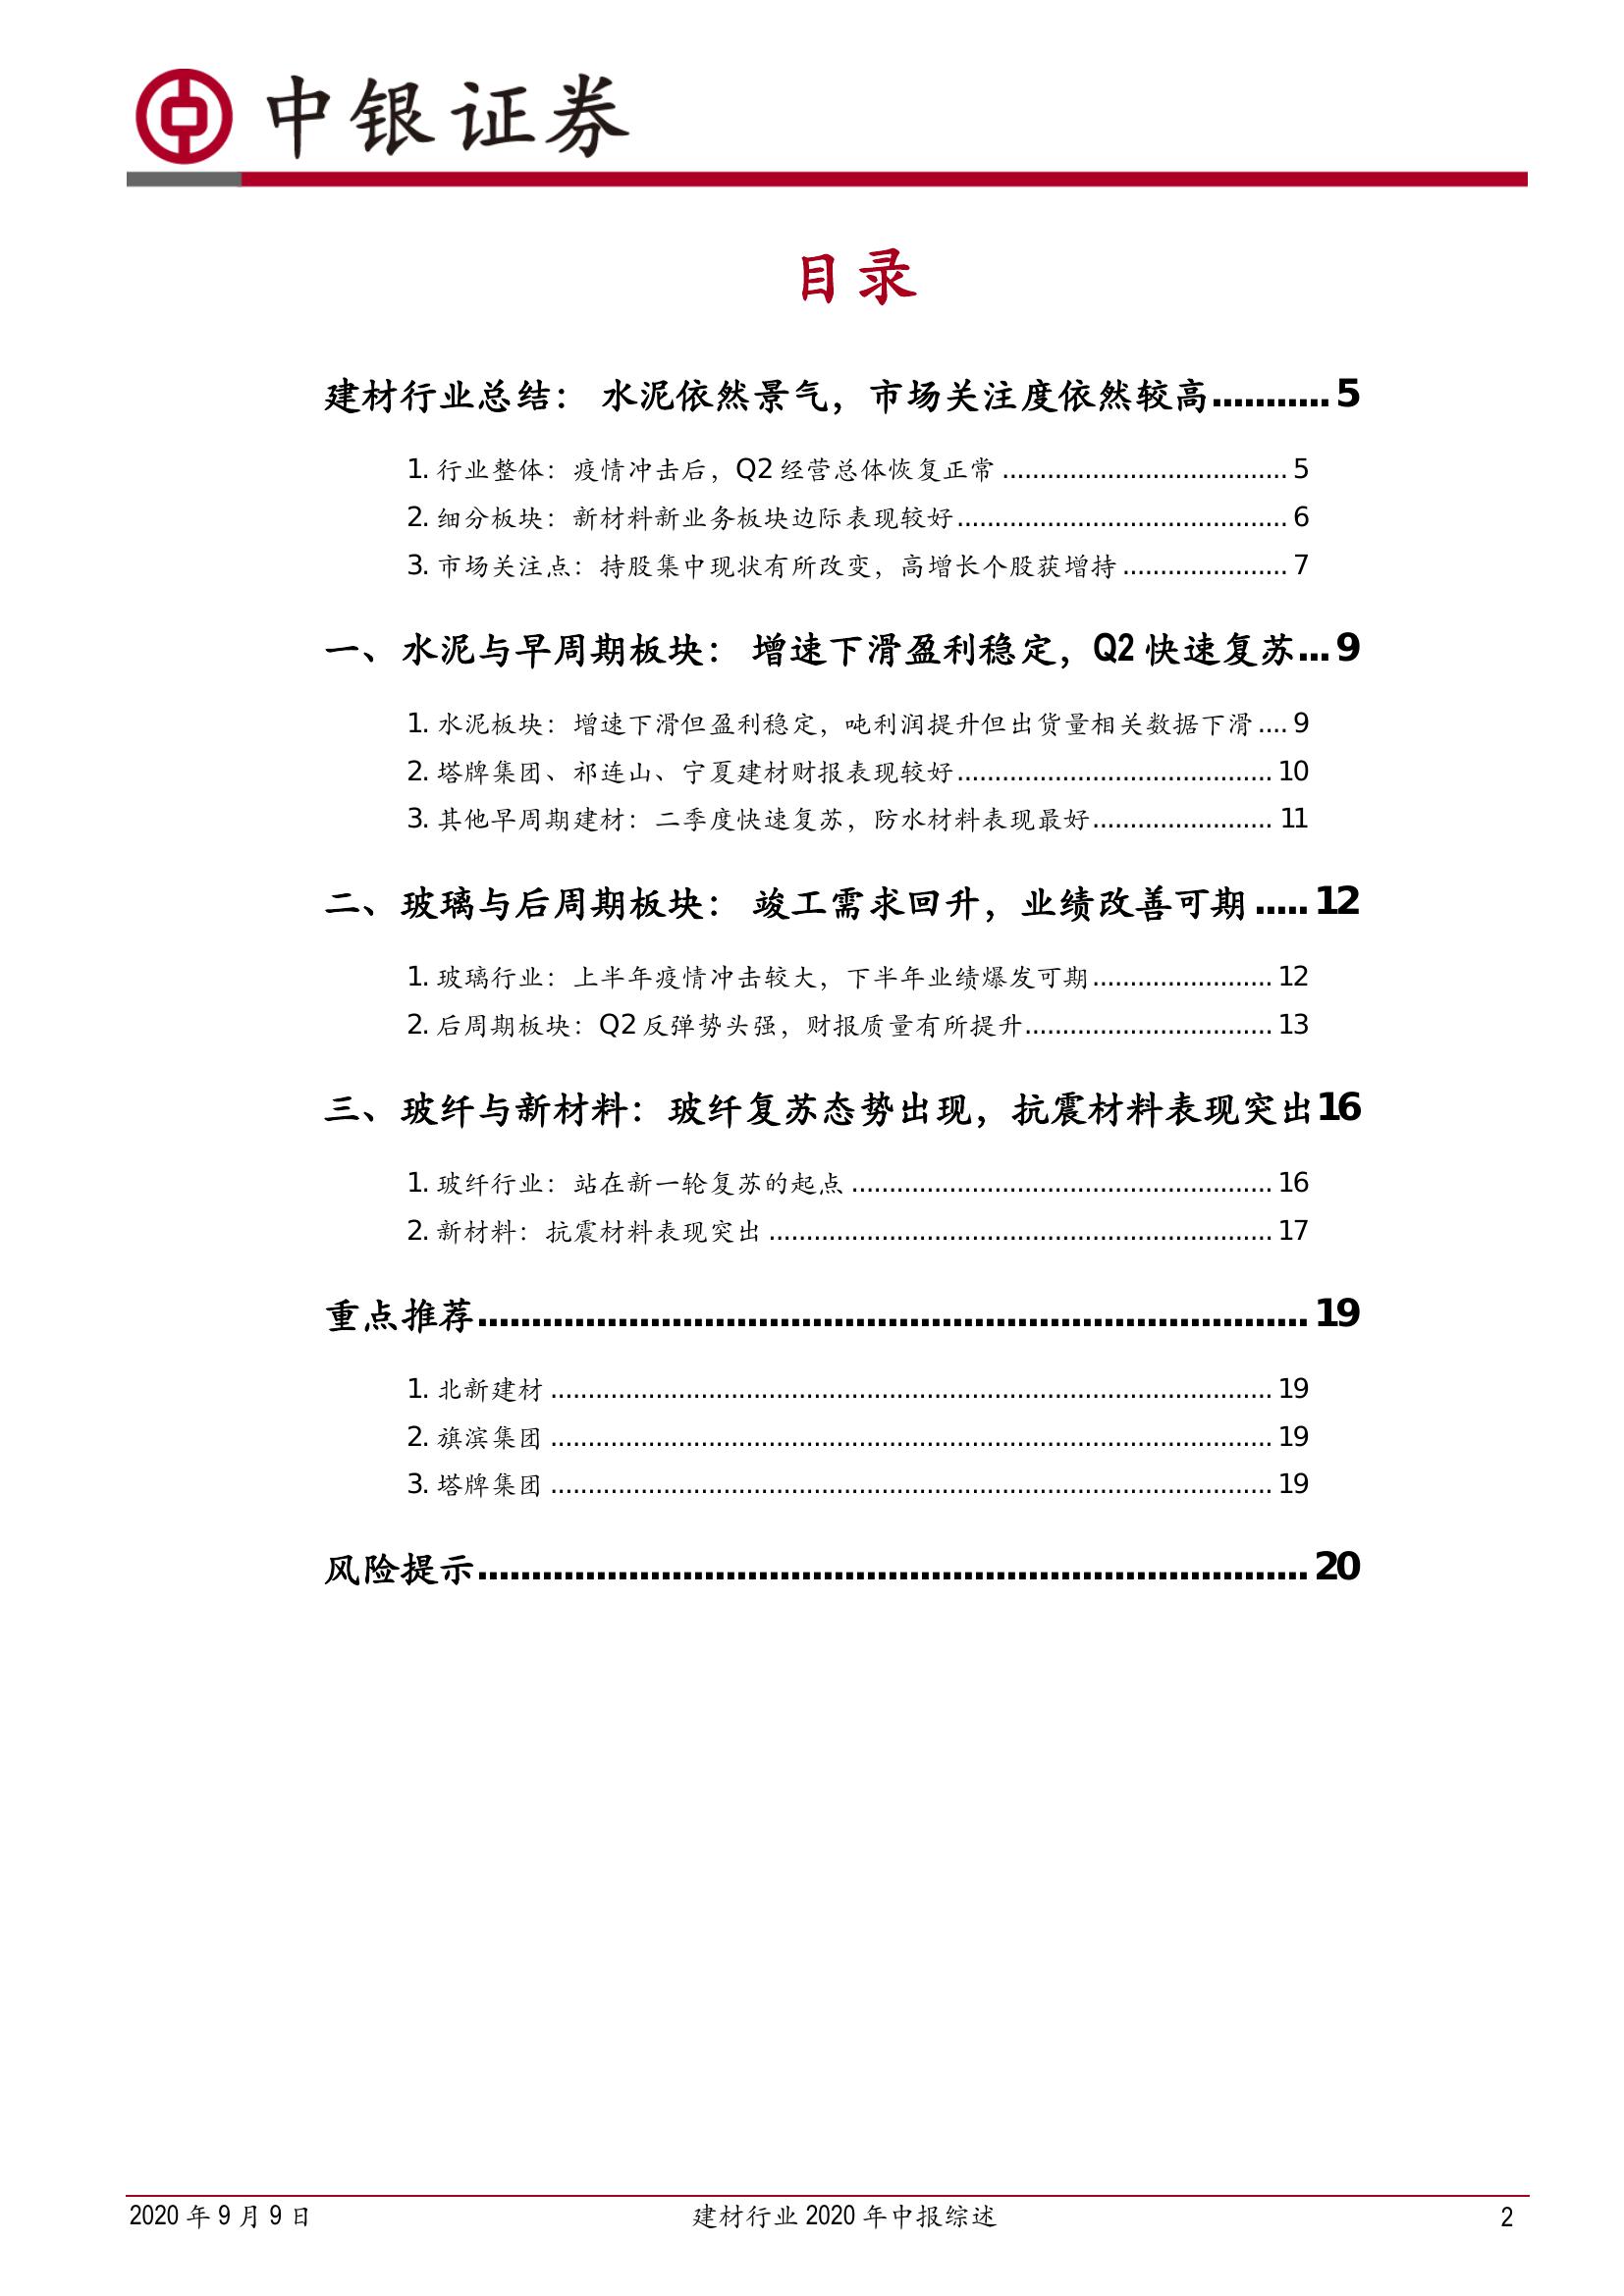 中银证券
目录
建材行业总结： 水泥依然景气，市场关注度依然较高........... 5
1. 行业整体：疫情冲击后，Q2 经营总体恢复正常 ...................................... 5
2. 细分板块：新材料新业务板块边际表现较好............................................ 6
3. 市场关注点：持股集中现状有所改变，高增长个股获增持 ...................... 7
一、水泥与早周期板块： 增速下滑盈利稳定，Q2 快速复苏... 9
1. 水泥板块：增速下滑但盈利稳定，吨利润提升但出货量相关数据下滑 .... 9
2. 塔牌集团、祁连山、宁夏建材财报表现较好.......................................... 10
3. 其他早周期建材：二季度快速复苏，防水材料表现最好........................ 11
二、玻璃与后周期板块： 竣工需求回升，业绩改善可期 ..... 12
1. 玻璃行业：上半年疫情冲击较大，下半年业绩爆发可期........................ 12
2. 后周期板块：Q2 反弹势头强，财报质量有所提升................................. 13
三、玻纤与新材料：玻纤复苏态势出现，抗震材料表现突出16
1. 玻纤行业：站在新一轮复苏的起点 ........................................................ 16
2. 新材料：抗震材料表现突出 ................................................................... 17
重点推荐............................................................................. 19
1. 北新建材 ................................................................................................ 19
2. 旗滨集团 ................................................................................................ 19
3. 塔牌集团 ................................................................................................ 19
风险提示............................................................................. 20
2020 年 9 月 9 日 建材行业 2020 年中报综述 2